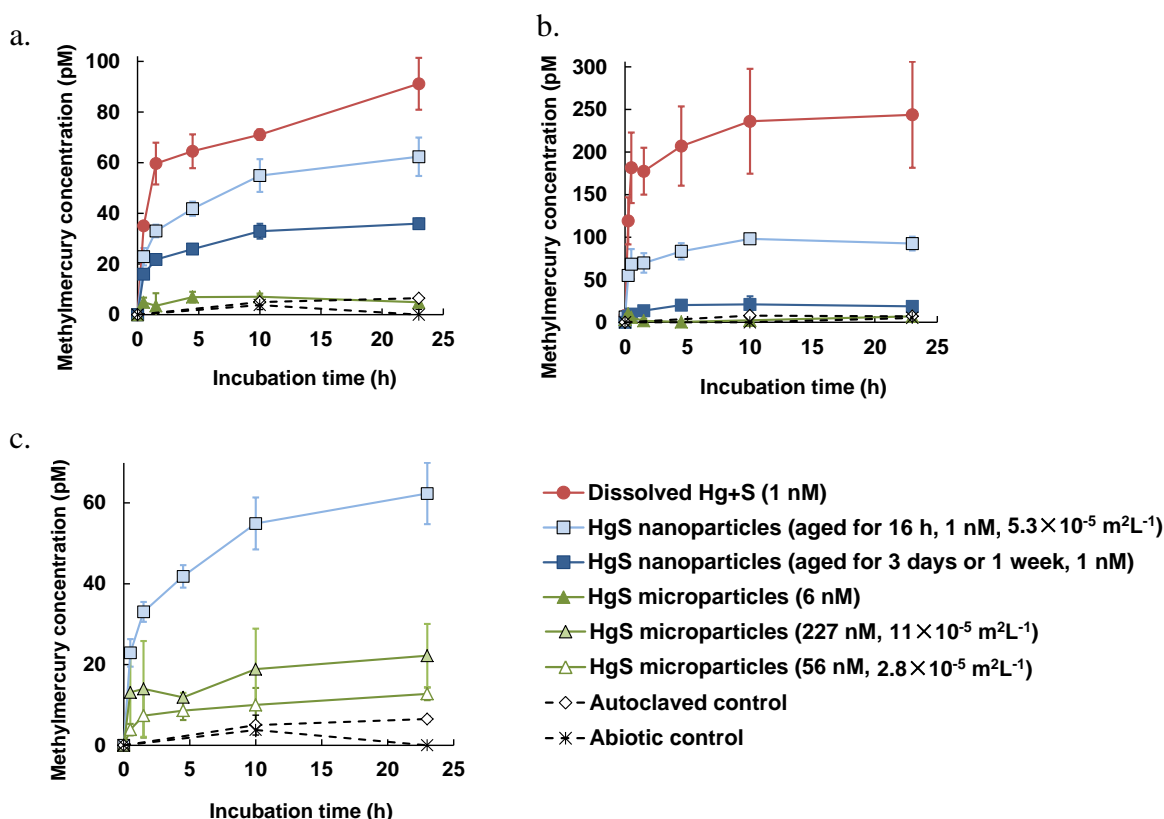 a.
Methylmercury concentration (pM)
100
80
60
40
20
0
0 5 10 15 20 25
Incubation time (h)
b.
Methylmercury concentration (pM
300
250
200
150
100
50
0
0 5 10 15 20 25
Incubation time (h)
c.
Methylmercury concentration (pM)
60
40
20
0
0 5 10 15 20 25
Incubation time (h)
Dissolved Hg+S (1 nM)
HgS nanoparticles (aged for 16 h, 1 nM, 5.3×10⁻⁵ m²L⁻¹)
HgS nanoparticles (aged for 3 days or 1 week, 1 nM)
HgS microparticles (6 nM)
HgS microparticles (227 nM, 11×10⁻⁵ m²L⁻¹)
HgS microparticles (56 nM, 2.8×10⁻⁵ m²L⁻¹)
Autoclaved control
Abiotic control